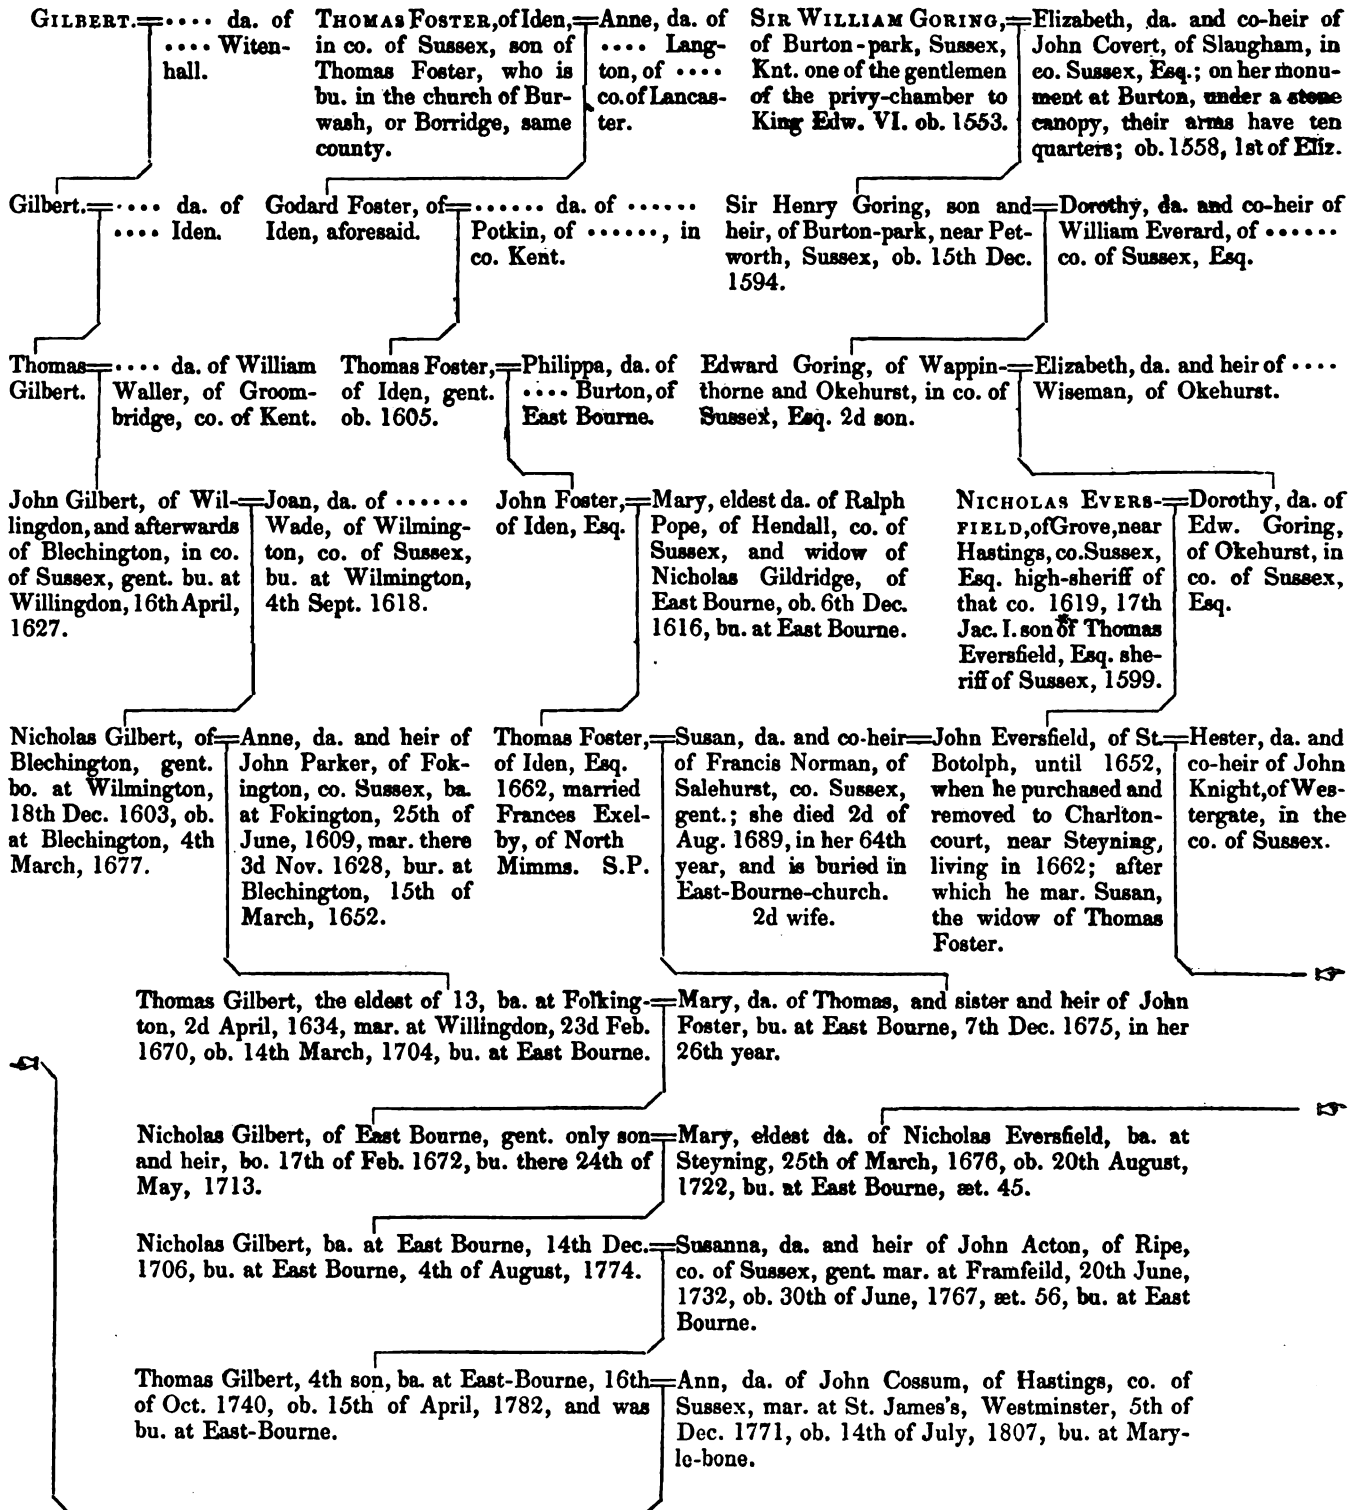 GILBERT.=···· da. of
···· Witen-
hall.
THOMAS FOSTER, of Iden,=
in co. of Sussex, son of
Thomas Foster, who is
bu. in the church of Bur-
wash, or Borridge, same
county.
Anne, da. of
···· Lang-
ton, of ····
co. of Lancas-
ter.
SIR WILLIAM GORING,=
of Burton-park, Sussex,
Knt. one of the gentlemen
of the privy-chamber to
King Edw. VI. ob. 1553.
Elizabeth, da. and co-heir of
John Covert, of Slaugham, in
co. Sussex, Esq.; on her monu-
ment at Burton, under a stone
canopy, their arms have ten
quarters; ob. 1558, 1st of Eliz.
Gilbert.=···· da. of
···· Iden.
Godard Foster, of=
Iden, aforesaid.
······ da. of ······
Potkin, of ······, in
co. Kent.
Sir Henry Goring, son and=
heir, of Burton-park, near Pet-
worth, Sussex, ob. 15th Dec.
1594.
Dorothy, da. and co-heir of
William Everard, of ······
co. of Sussex, Esq.
Thomas=
Gilbert.
···· da. of William
Waller, of Groom-
bridge, co. of Kent.
Thomas Foster,=
of Iden, gent.
ob. 1605.
Philippa, da. of
···· Burton, of
East Bourne.
Edward Goring, of Wappin-=
thorne and Okehurst, in co. of
Sussex, Esq. 2d son.
Elizabeth, da. and heir of ····
Wiseman, of Okehurst.
John Gilbert, of Wil-=
lingdon, and afterwards
of Blechington, in co.
of Sussex, gent. bu. at
Willingdon, 16th April,
1627.
Joan, da. of ······
Wade, of Wilming-
ton, co. of Sussex,
bu. at Wilmington,
4th Sept. 1618.
John Foster,=
of Iden, Esq.
Mary, eldest da. of Ralph
Pope, of Hendall, co. of
Sussex, and widow of
Nicholas Gildridge, of
East Bourne, ob. 6th Dec.
1616, bu. at East Bourne.
NICHOLAS EVERS-=
FIELD, of Grove, near
Hastings, co. Sussex,
Esq. high-sheriff of
that co. 1619, 17th
Jac. I. son of Thomas
Eversfield, Esq. she-
riff of Sussex, 1599.
Dorothy, da. of
Edw. Goring,
of Okehurst, in
co. of Sussex,
Esq.
Nicholas Gilbert, of=
Blechington, gent.
bo. at Wilmington,
18th Dec. 1603, ob.
at Blechington, 4th
March, 1677.
Anne, da. and heir of
John Parker, of Fok-
ington, co. Sussex, ba.
at Fokington, 25th of
June, 1609, mar. there
3d Nov. 1628, bur. at
Blechington, 15th of
March, 1652.
Thomas Foster,=
of Iden, Esq.
1662, married
Frances Exel-
by, of North
Mimms. S.P.
Susan, da. and co-heir=
of Francis Norman, of
Salehurst, co. Sussex,
gent.; she died 2d of
Aug. 1689, in her 64th
year, and is buried in
East-Bourne-church.
2d wife.
John Eversfield, of St.=
Botolph, until 1652,
when he purchased and
removed to Charlton-
court, near Steyning,
living in 1662; after
which he mar. Susan,
the widow of Thomas
Foster.
Hester, da. and
co-heir of John
Knight, of Wes-
tergate, in the
co. of Sussex.
Thomas Gilbert, the eldest of 13, ba. at Folking-=
ton, 2d April, 1634, mar. at Willingdon, 23d Feb.
1670, ob. 14th March, 1704, bu. at East Bourne.
Mary, da. of Thomas, and sister and heir of John
Foster, bu. at East Bourne, 7th Dec. 1675, in her
26th year.
Nicholas Gilbert, of East Bourne, gent. only son=
and heir, bo. 17th of Feb. 1672, bu. there 24th of
May, 1713.
Mary, eldest da. of Nicholas Eversfield, ba. at
Steyning, 25th of March, 1676, ob. 20th August,
1722, bu. at East Bourne, æt. 45.
Nicholas Gilbert, ba. at East Bourne, 14th Dec.=
1706, bu. at East Bourne, 4th of August, 1774.
Susanna, da. and heir of John Acton, of Ripe,
co. of Sussex, gent. mar. at Framfeild, 20th June,
1732, ob. 30th of June, 1767, æt. 56, bu. at East
Bourne.
Thomas Gilbert, 4th son, ba. at East-Bourne, 16th=
of Oct. 1740, ob. 15th of April, 1782, and was
bu. at East-Bourne.
Ann, da. of John Cossum, of Hastings, co. of
Sussex, mar. at St. James's, Westminster, 5th of
Dec. 1771, ob. 14th of July, 1807, bu. at Mary-
le-bone.